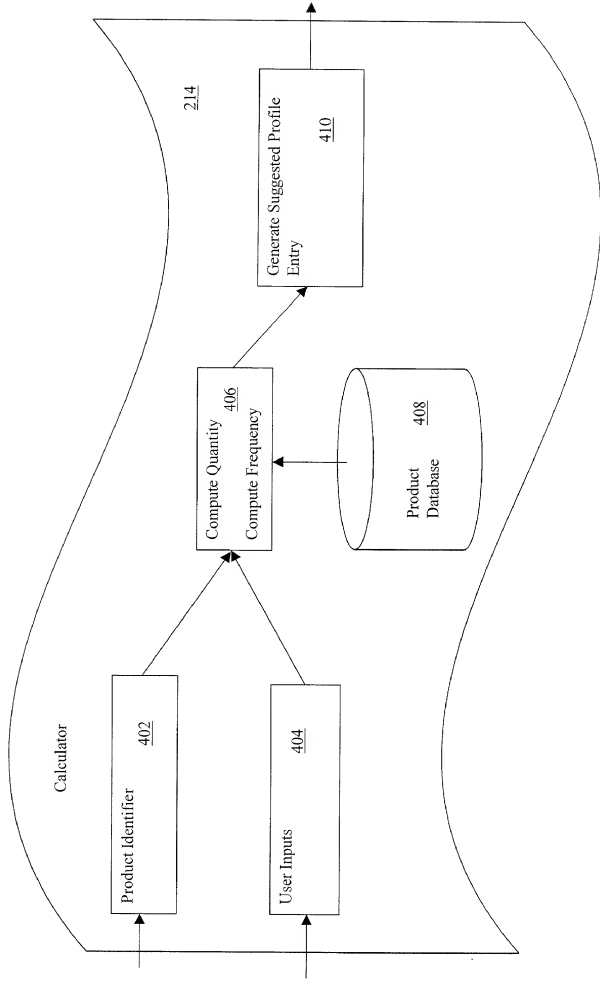 Calculator
214
Product Identifier
402
User Inputs
404
Compute Quantity
406
Compute Frequency
Product
Database
408
Generate Suggested Profile
Entry
410